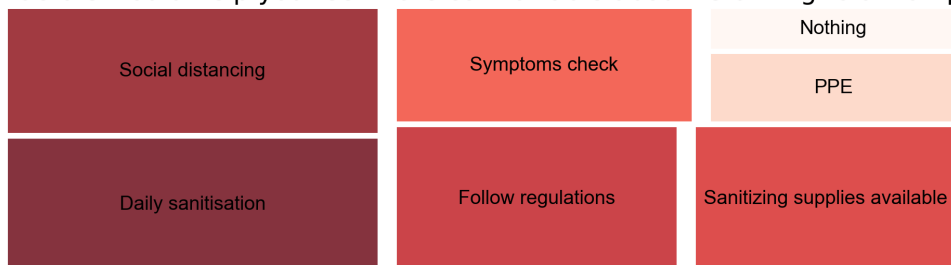 Social distancing
Symptoms check
Nothing
PPE
Daily sanitisation
Follow regulations
Sanitizing supplies available